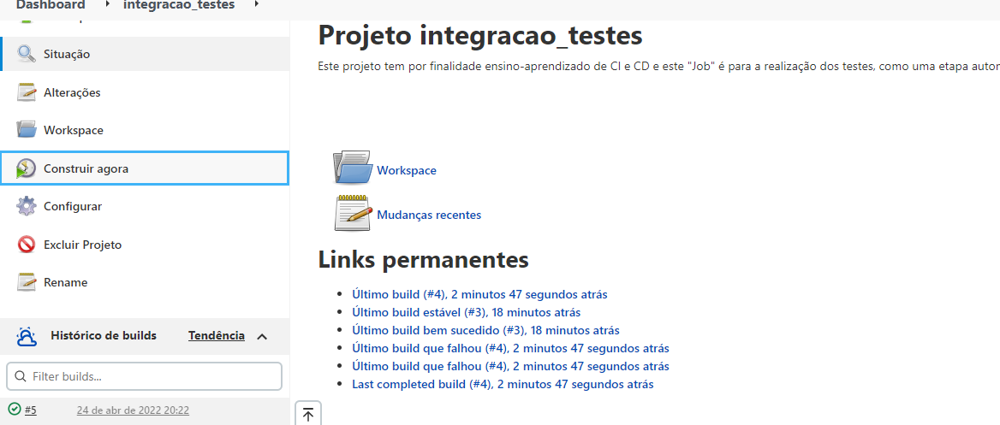 Dashboard
integracao_testes
Situação
Alterações
Workspace
Construir agora
Configurar
Excluir Projeto
Rename
Histórico de builds
Tendência
Filter builds...
#5
24 de abr de 2022 20:22
Projeto integracao_testes
Este projeto tem por finalidade ensino-aprendizado de CI e CD e este "Job" é para a realização dos testes, como uma etapa
Workspace
Mudanças recentes
Links permanentes
Último build (#4), 2 minutos 47 segundos atrás
Último build estável (#3), 18 minutos atrás
Último build bem sucedido (#3), 18 minutos atrás
Último build que falhou (#4), 2 minutos 47 segundos atrás
Último build que falhou (#4), 2 minutos 47 segundos atrás
Last completed build (#4), 2 minutos 47 segundos atrás